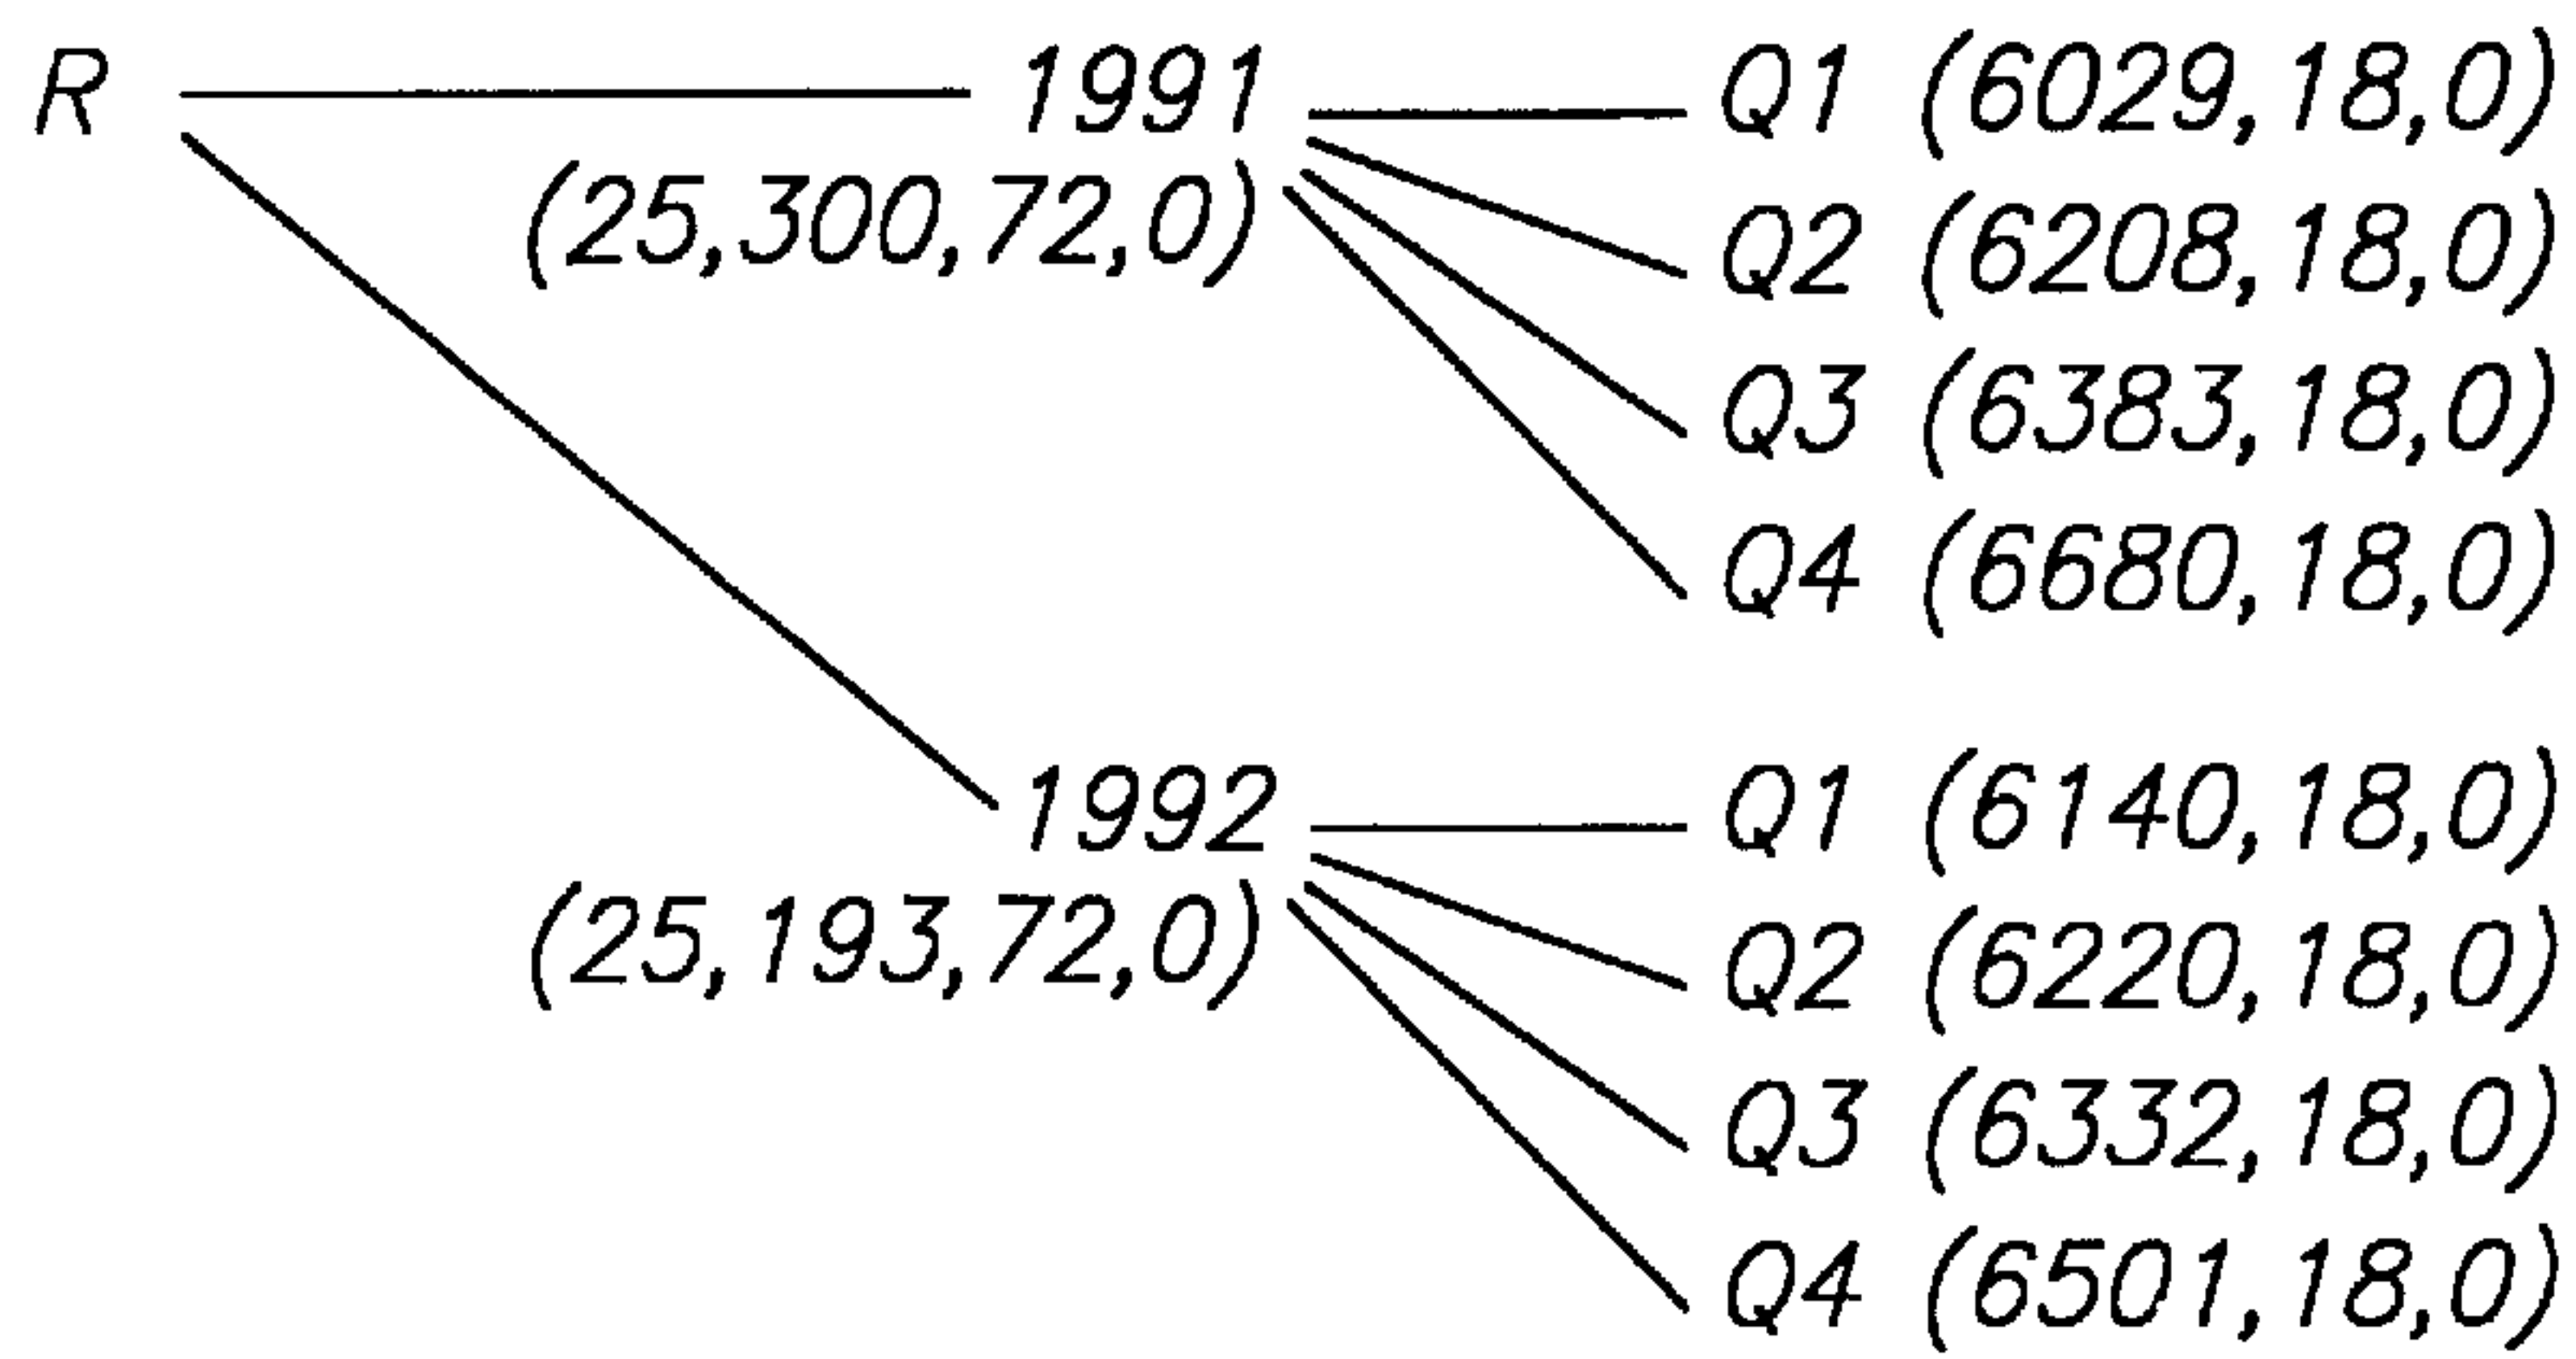 R
1991
(25,300,72,0)
Q1 (6029,18,0)
Q2 (6208,18,0)
Q3 (6383,18,0)
Q4 (6680,18,0)
1992
(25,193,72,0)
Q1 (6140,18,0)
Q2 (6220,18,0)
Q3 (6332,18,0)
Q4 (6501,18,0)